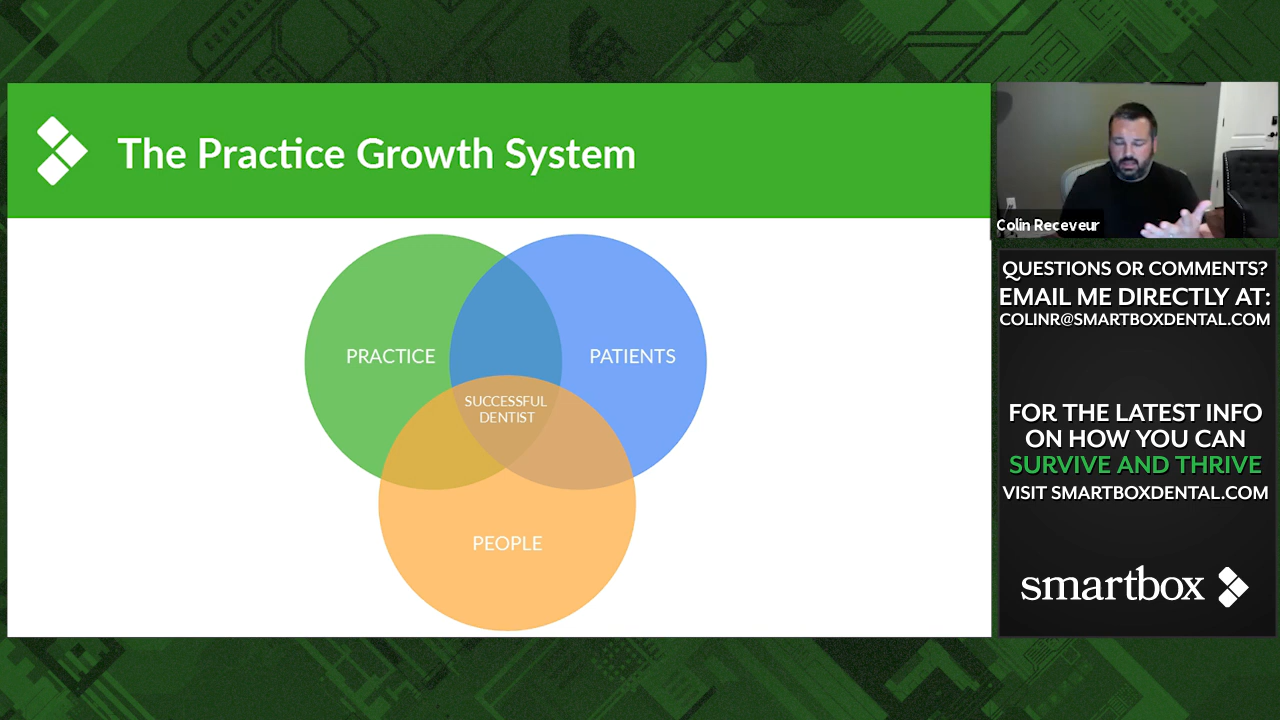 The Practice Growth System
PRACTICE
PATIENTS
SUCCESSFUL
DENTIST
PEOPLE
Colin Receveur
QUESTIONS OR COMMENTS?
EMAIL ME DIRECTLY AT:
COLINR@SMARTBOXDENTAL.COM
FOR THE LATEST INFO
ON HOW YOU CAN
SURVIVE AND THRIVE
VISIT SMARTBOXDENTAL.COM
smartbox